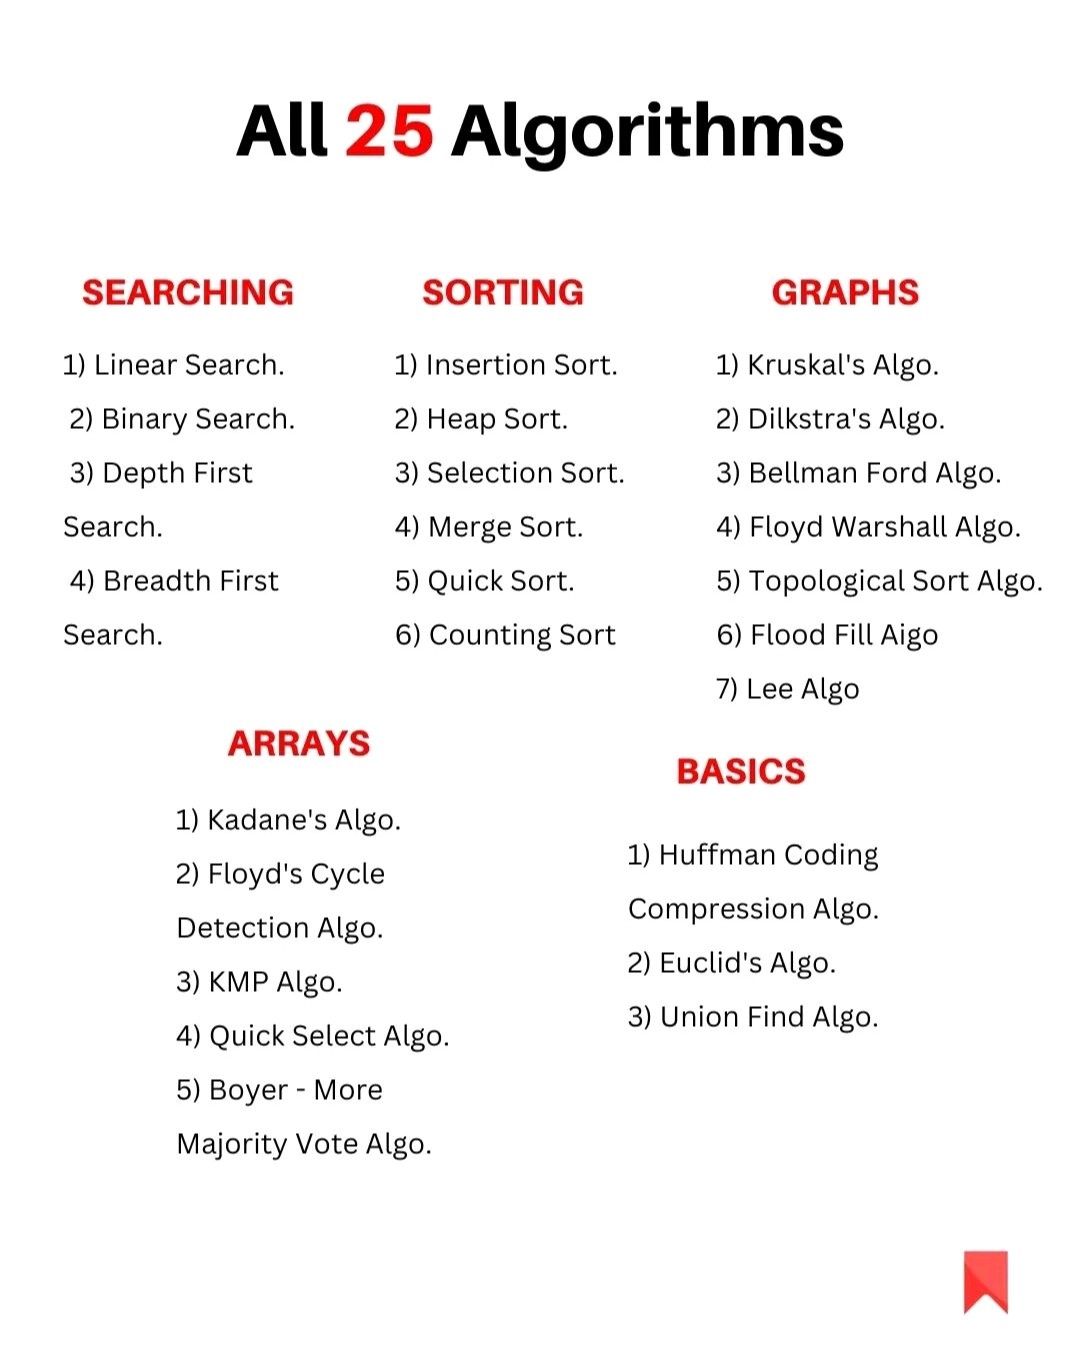 All 25 Algorithms
SEARCHING
1) Linear Search.
2) Binary Search.
3) Depth First
Search.
4) Breadth First
Search.
SORTING
1) Insertion Sort.
2) Heap Sort.
3) Selection Sort.
4) Merge Sort.
5) Quick Sort.
6) Counting Sort
GRAPHS
1) Kruskal's Algo.
2) Dilkstra's Algo.
3) Bellman Ford Algo.
4) Floyd Warshall Algo.
5) Topological Sort Algo.
6) Flood Fill Aigo
7) Lee Algo
ARRAYS
1) Kadane's Algo.
2) Floyd's Cycle
Detection Algo.
3) KMP Algo.
4) Quick Select Algo.
5) Boyer - More
Majority Vote Algo.
BASICS
1) Huffman Coding
Compression Algo.
2) Euclid's Algo.
3) Union Find Algo.